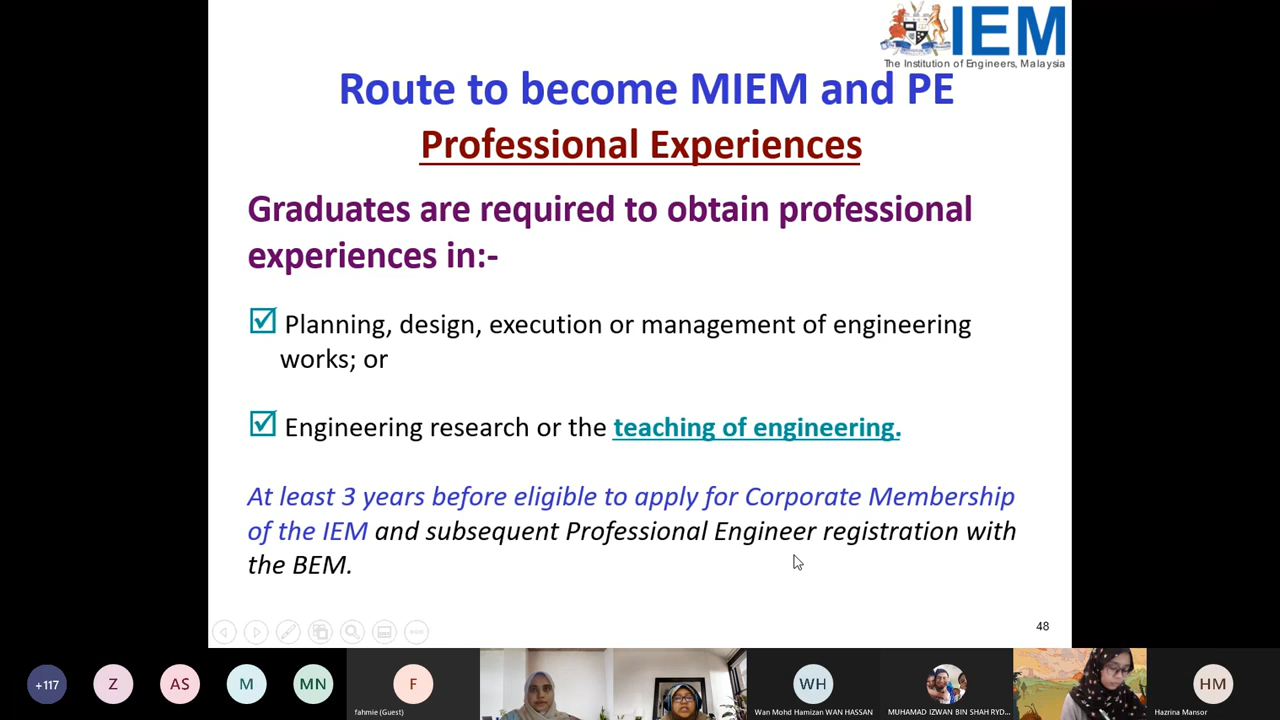 IEM
The Institution of Engineers, Malaysia
Route to become MIEM and PE
Professional Experiences
Graduates are required to obtain professional
experiences in:-
Planning, design, execution or management of engineering
works; or
Engineering research or the teaching of engineering.
At least 3 years before eligible to apply for Corporate Membership
of the IEM and subsequent Professional Engineer registration with
the BEM.
48
+117
Z
AS
M
MN
F
fahmie (Guest)
WH
Wan Mohd Hamizan WAN HASSAN
MUHAMAD IZWAN BIN SHAH RYD...
HM
Hazrina Mansor